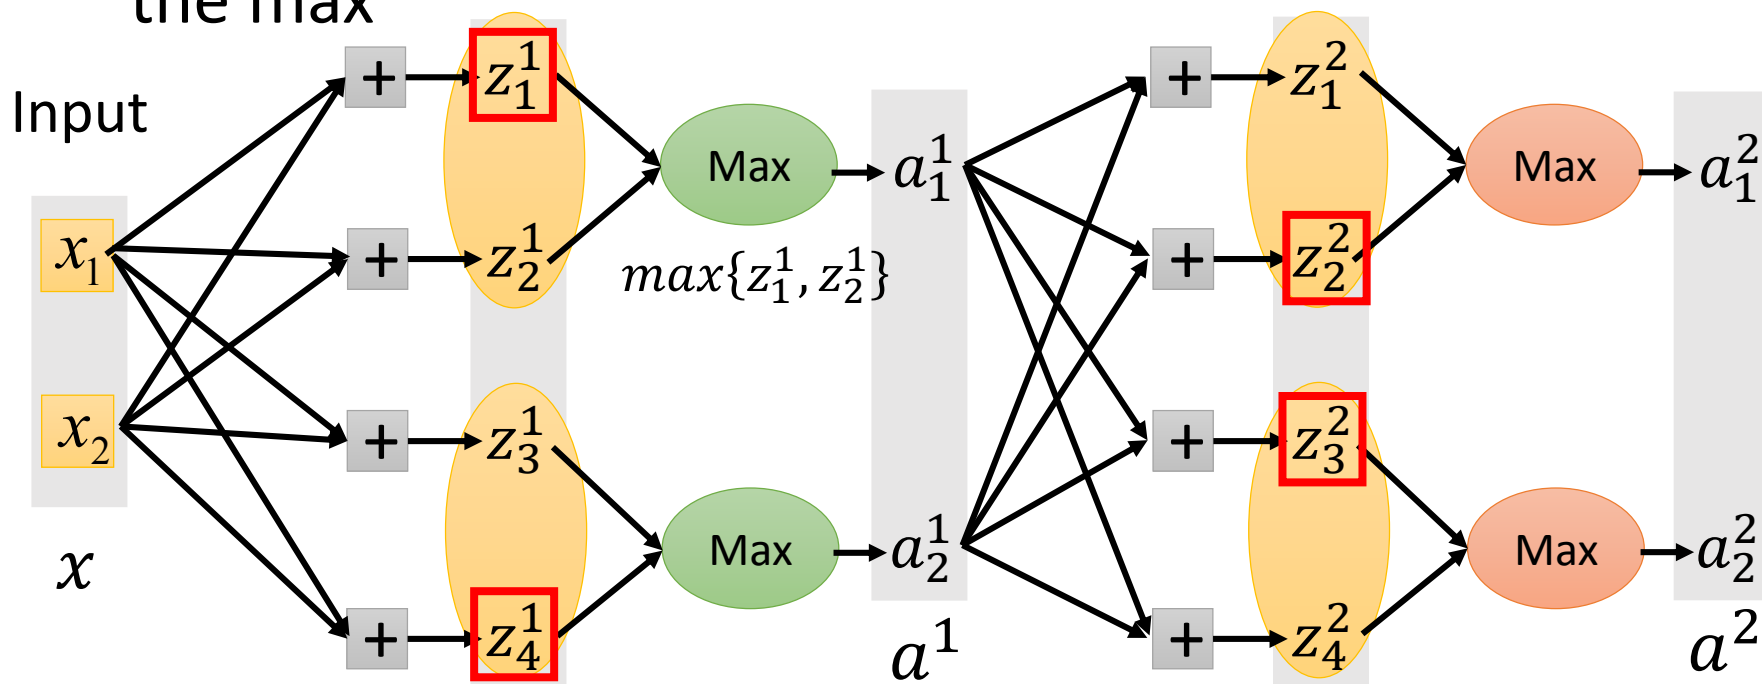 the max
Input
x₁
x₂
x
+
+
+
+
z₁¹
z₂¹
z₃¹
z₄¹
Max
max{z₁¹, z₂¹}
Max
a₁¹
a₂¹
a¹
+
+
+
+
z₁²
z₂²
z₃²
z₄²
Max
Max
a₁²
a₂²
a²